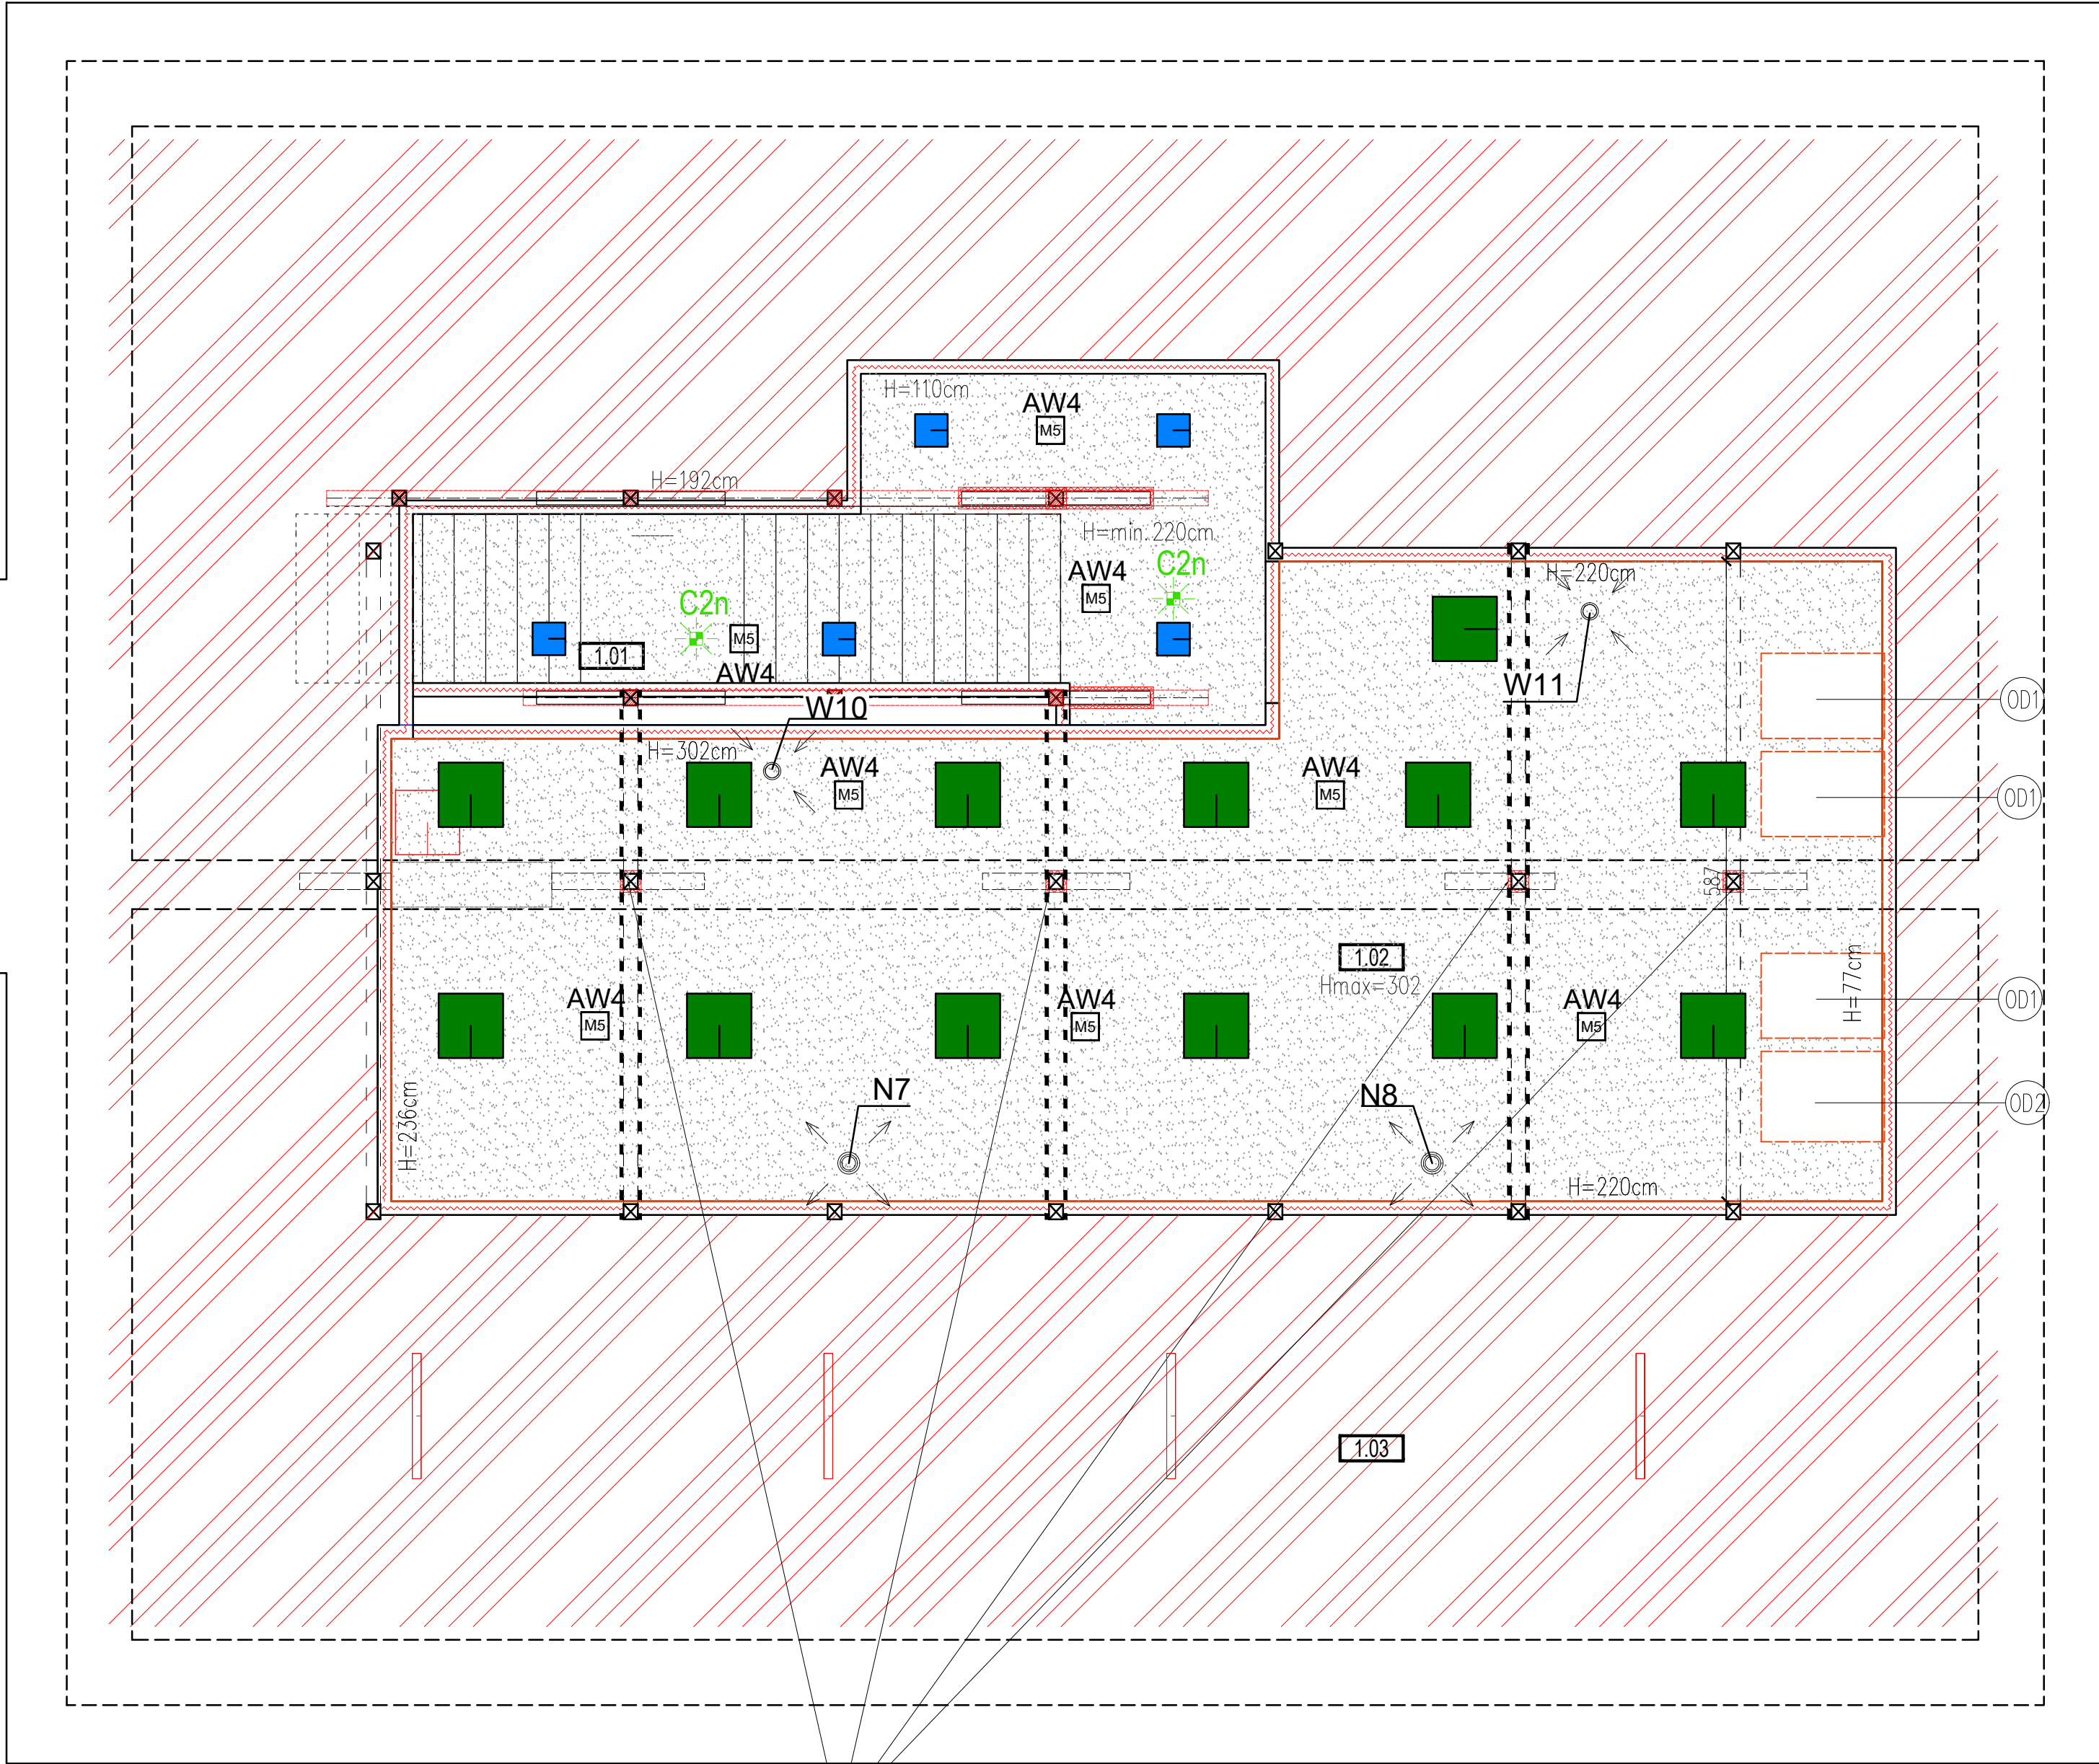 H=110cm
AW4
M5
H=192cm
H=min. 220cm
C2n
AW4
M5
H=220cm
C2n
M5
1.01
AW4
W10
W11
OD1
H=302cm
AW4
M5
AW4
M5
OD1
587
1.02
Hmax=302
H=77cm
AW4
M5
AW4
M5
AW4
M5
OD1
N7
N8
OD2
H=236cm
H=220cm
1.03